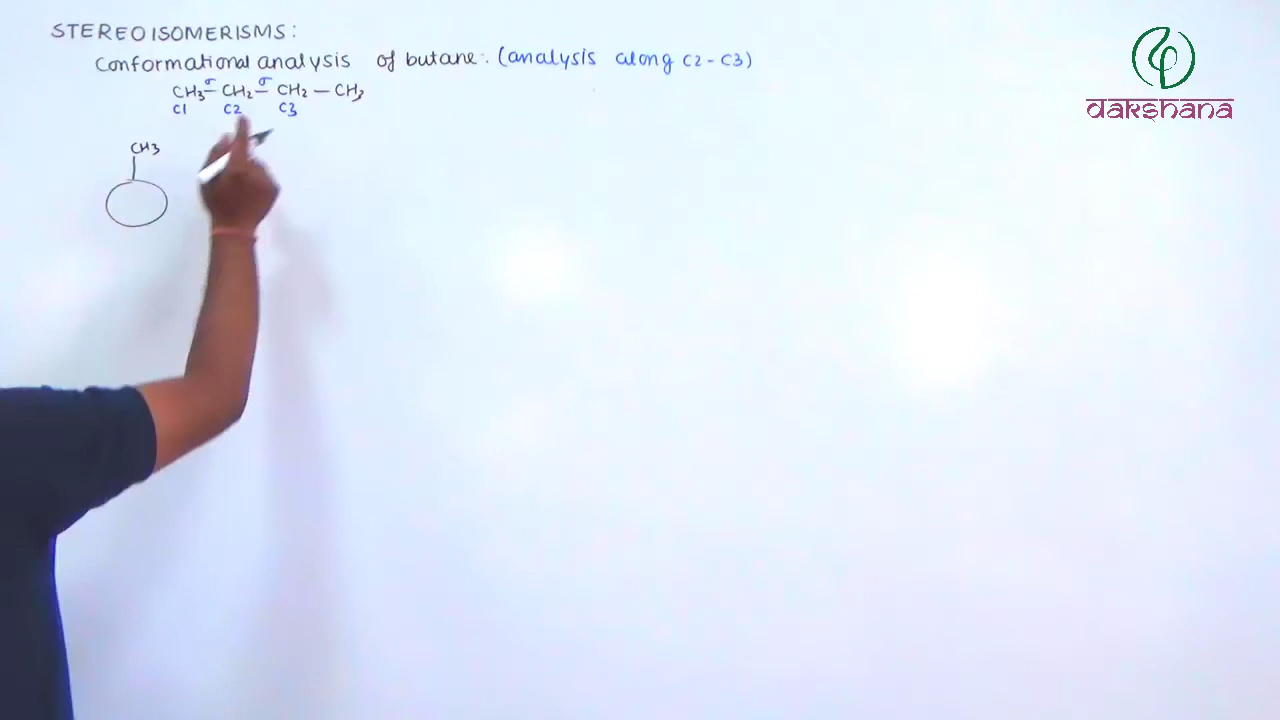 STEREOISOMERISMS:
Conformational analysis of butane:. (analysis along C2-C3)
CH3 σ— CH2 σ— CH2 — CH3
C1 C2 C3
CH3
dakshana